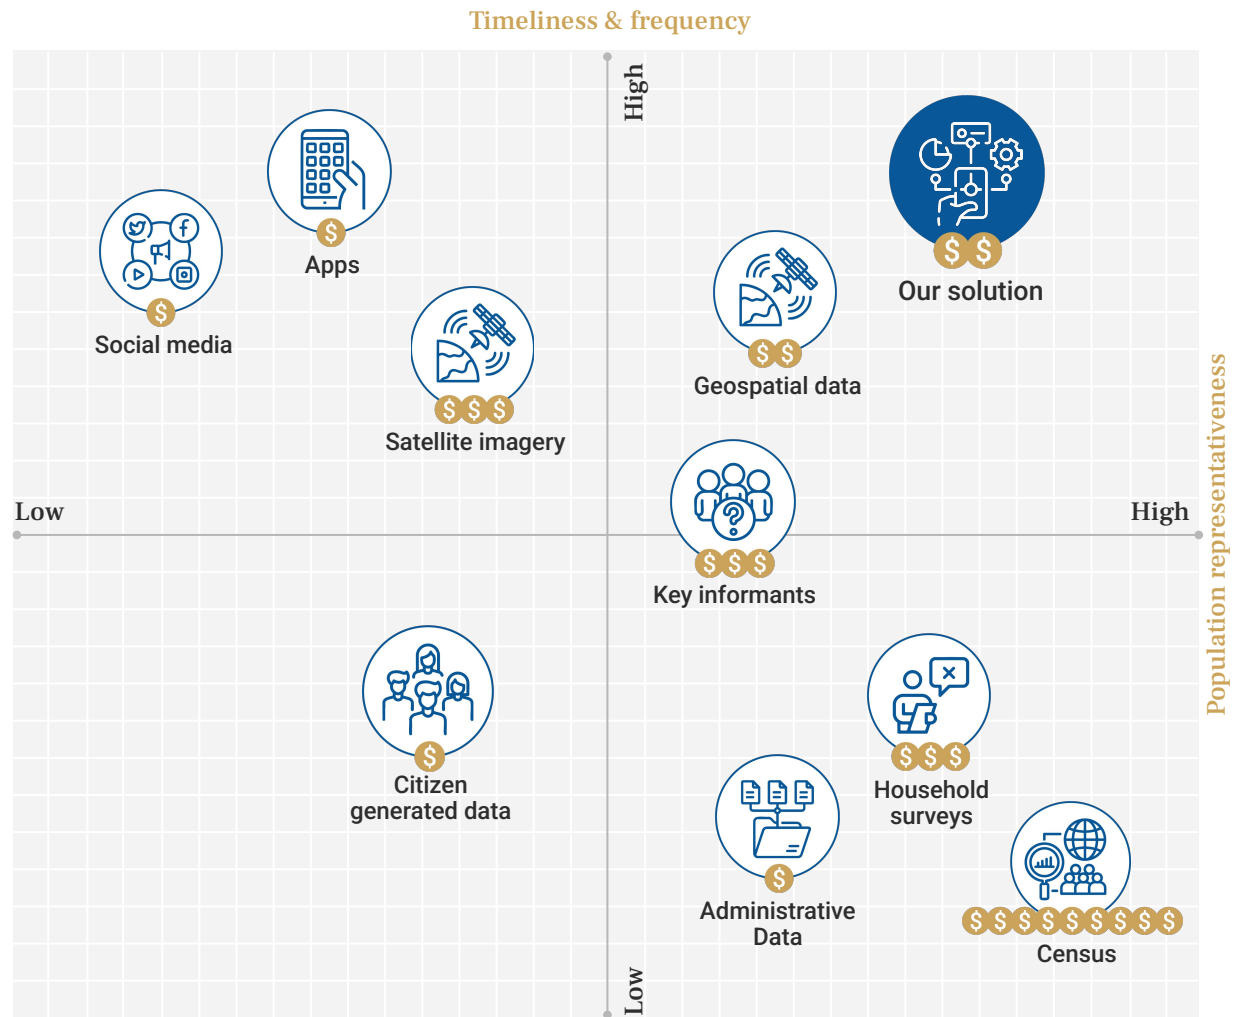 Timeliness & frequency
High
Apps
Social media
Our solution
Geospatial data
Satellite imagery
Low
High
Population representativeness
Key informants
Citizen
generated data
Household
surveys
Administrative
Data
Census
Low
$
$
$ $
$ $
$ $ $
$ $ $
$
$ $ $
$
$ $ $ $ $ $ $ $ $